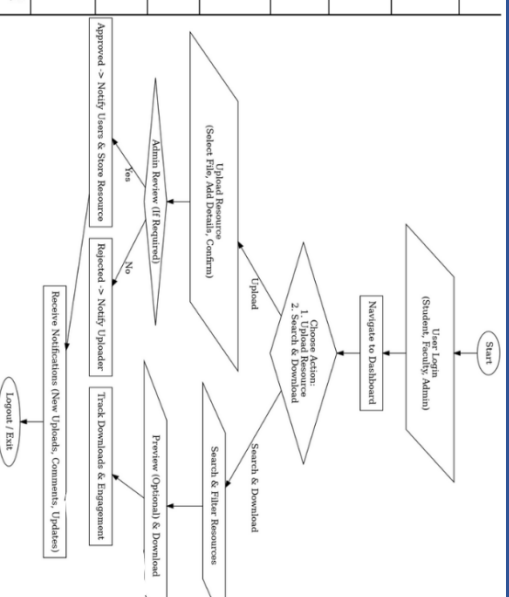 Start
User Login
(Student, Faculty, Admin)
Navigate to Dashboard
Choose Action:
1. Upload Resource
2. Search & Download
Upload
Search & Download
Upload Resource
(Select File, Add Details, Confirm)
Search & Filter Resources
Admin Review (If Required)
Preview (Optional) & Download
Yes
No
Approved -> Notify Users & Store Resource
Rejected -> Notify Uploader
Track Downloads & Engagement
Receive Notifications (New Uploads, Comments, Updates)
Logout / Exit